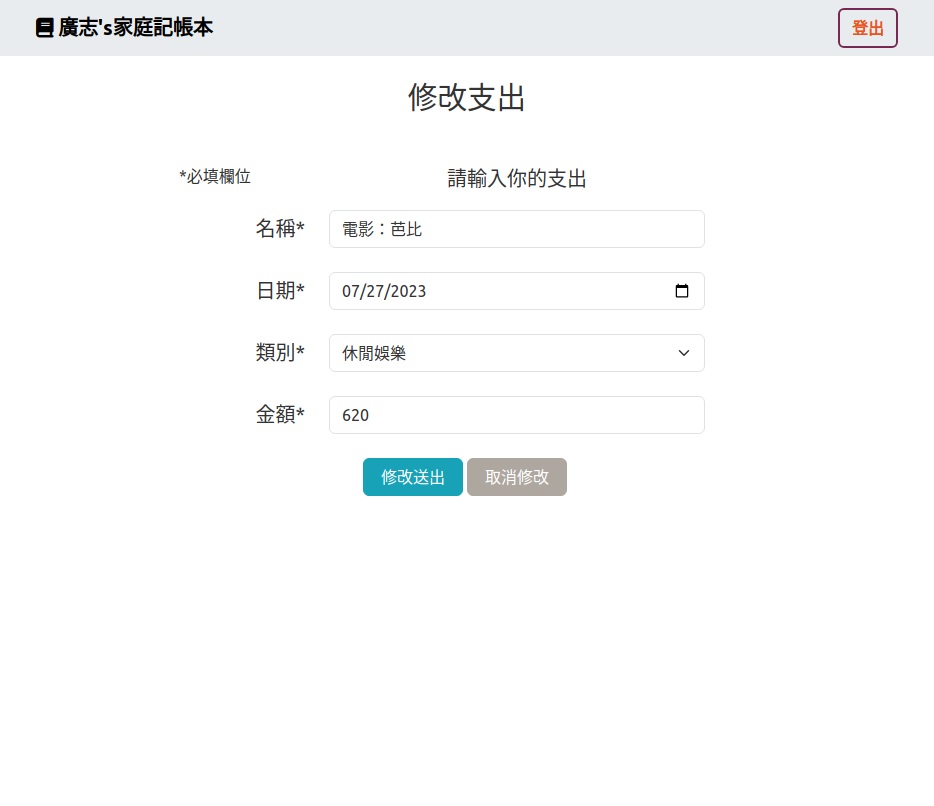 廣志's家庭記帳本
登出
修改支出
*必填欄位
請輸入你的支出
名稱*
電影：芭比
日期*
07/27/2023
類別*
休閒娛樂
金額*
620
修改送出
取消修改